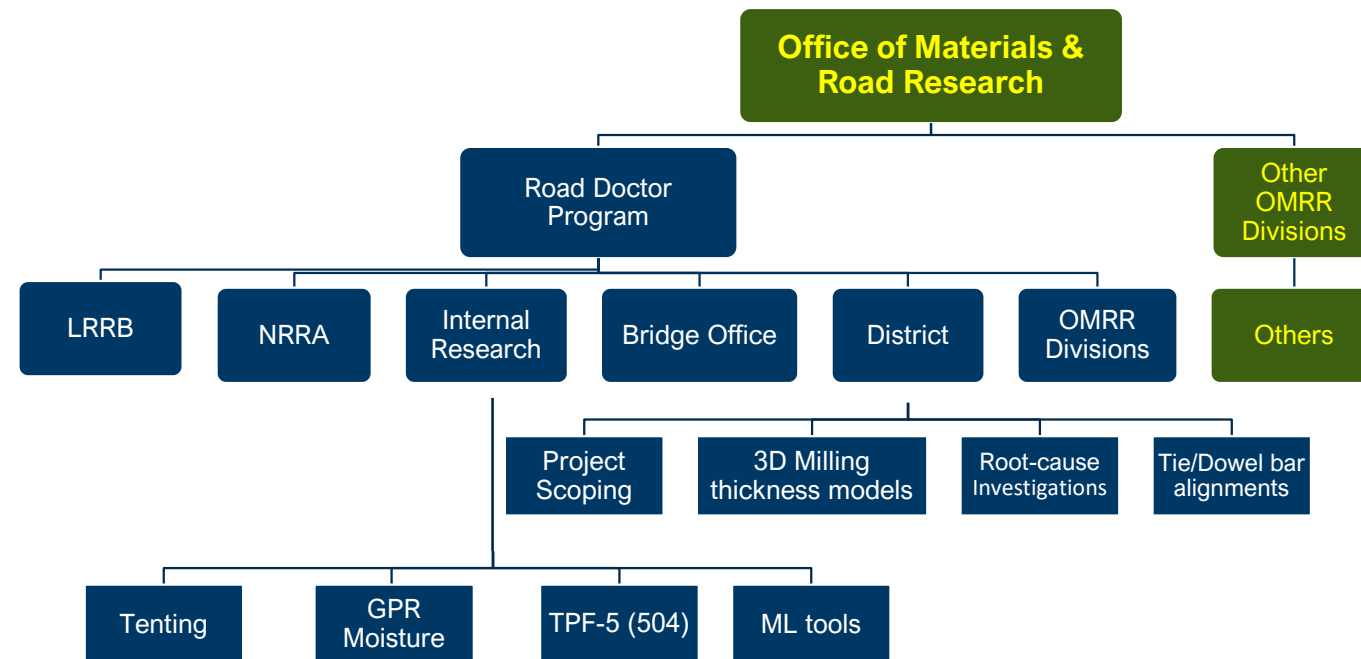 Office of Materials &
Road Research
Road Doctor
Program
Other
OMRR
Divisions
LRRB
NRRA
Internal
Research
Bridge Office
District
OMRR
Divisions
Others
Project
Scoping
3D Milling
thickness models
Root-cause
Investigations
Tie/Dowel bar
alignments
Tenting
GPR
Moisture
TPF-5 (504)
ML tools